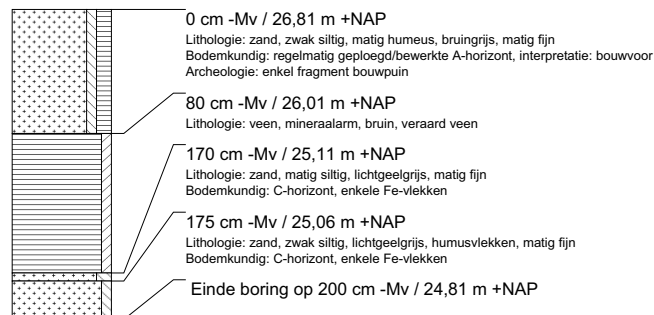 0 cm -Mv / 26,81 m +NAP
Lithologie: zand, zwak siltig, matig humeus, bruingrijs, matig fijn
Bodemkundig: regelmatig geploegd/bewerkte A-horizont, interpretatie: bouwvoor
Archeologie: enkel fragment bouwpuin
80 cm -Mv / 26,01 m +NAP
Lithologie: veen, mineraalarm, bruin, veraard veen
170 cm -Mv / 25,11 m +NAP
Lithologie: zand, matig siltig, lichtgeelgrijs, matig fijn
Bodemkundig: C-horizont, enkele Fe-vlekken
175 cm -Mv / 25,06 m +NAP
Lithologie: zand, zwak siltig, lichtgeelgrijs, humusvlekken, matig fijn
Bodemkundig: C-horizont, enkele Fe-vlekken
Einde boring op 200 cm -Mv / 24,81 m +NAP